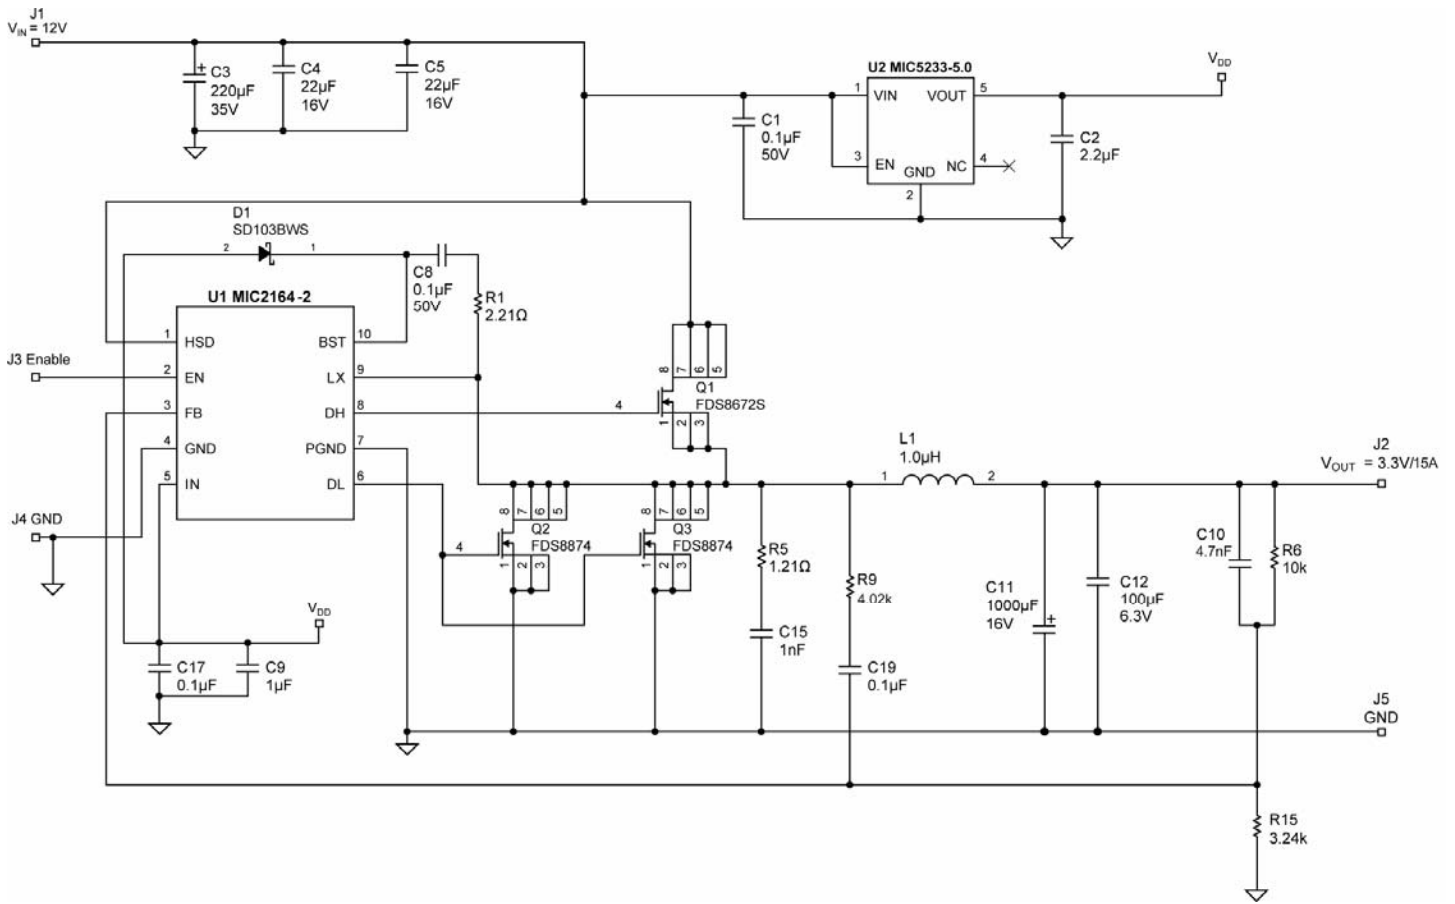 J1
VIN = 12V
C3
220µF
35V
C4
22µF
16V
C5
22µF
16V
U2 MIC5233-5.0
1 VIN VOUT 5
3 EN NC 4
GND
2
VDD
C1
0.1µF
50V
C2
2.2µF
D1
SD103BWS
2 1
C8
0.1µF
50V
R1
2.21Ω
U1 MIC2164-2
1 HSD BST 10
J3 Enable
2 EN LX 9
3 FB DH 8
4 GND PGND 7
5 IN DL 6
J4 GND
8 7 6 5
Q1
FDS8672S
4
1 2 3
8 7 6 5
Q2
FDS8874
4
1 2 3
8 7 6 5
Q3
FDS8874
1 2 3
L1
1.0µH
1 2
J2
VOUT = 3.3V/15A
R5
1.21Ω
C15
1nF
R9
4.02k
C19
0.1µF
C11
1000µF
16V
C12
100µF
6.3V
C10
4.7nF
R6
10k
VDD
C17
0.1µF
C9
1µF
J5
GND
R15
3.24k